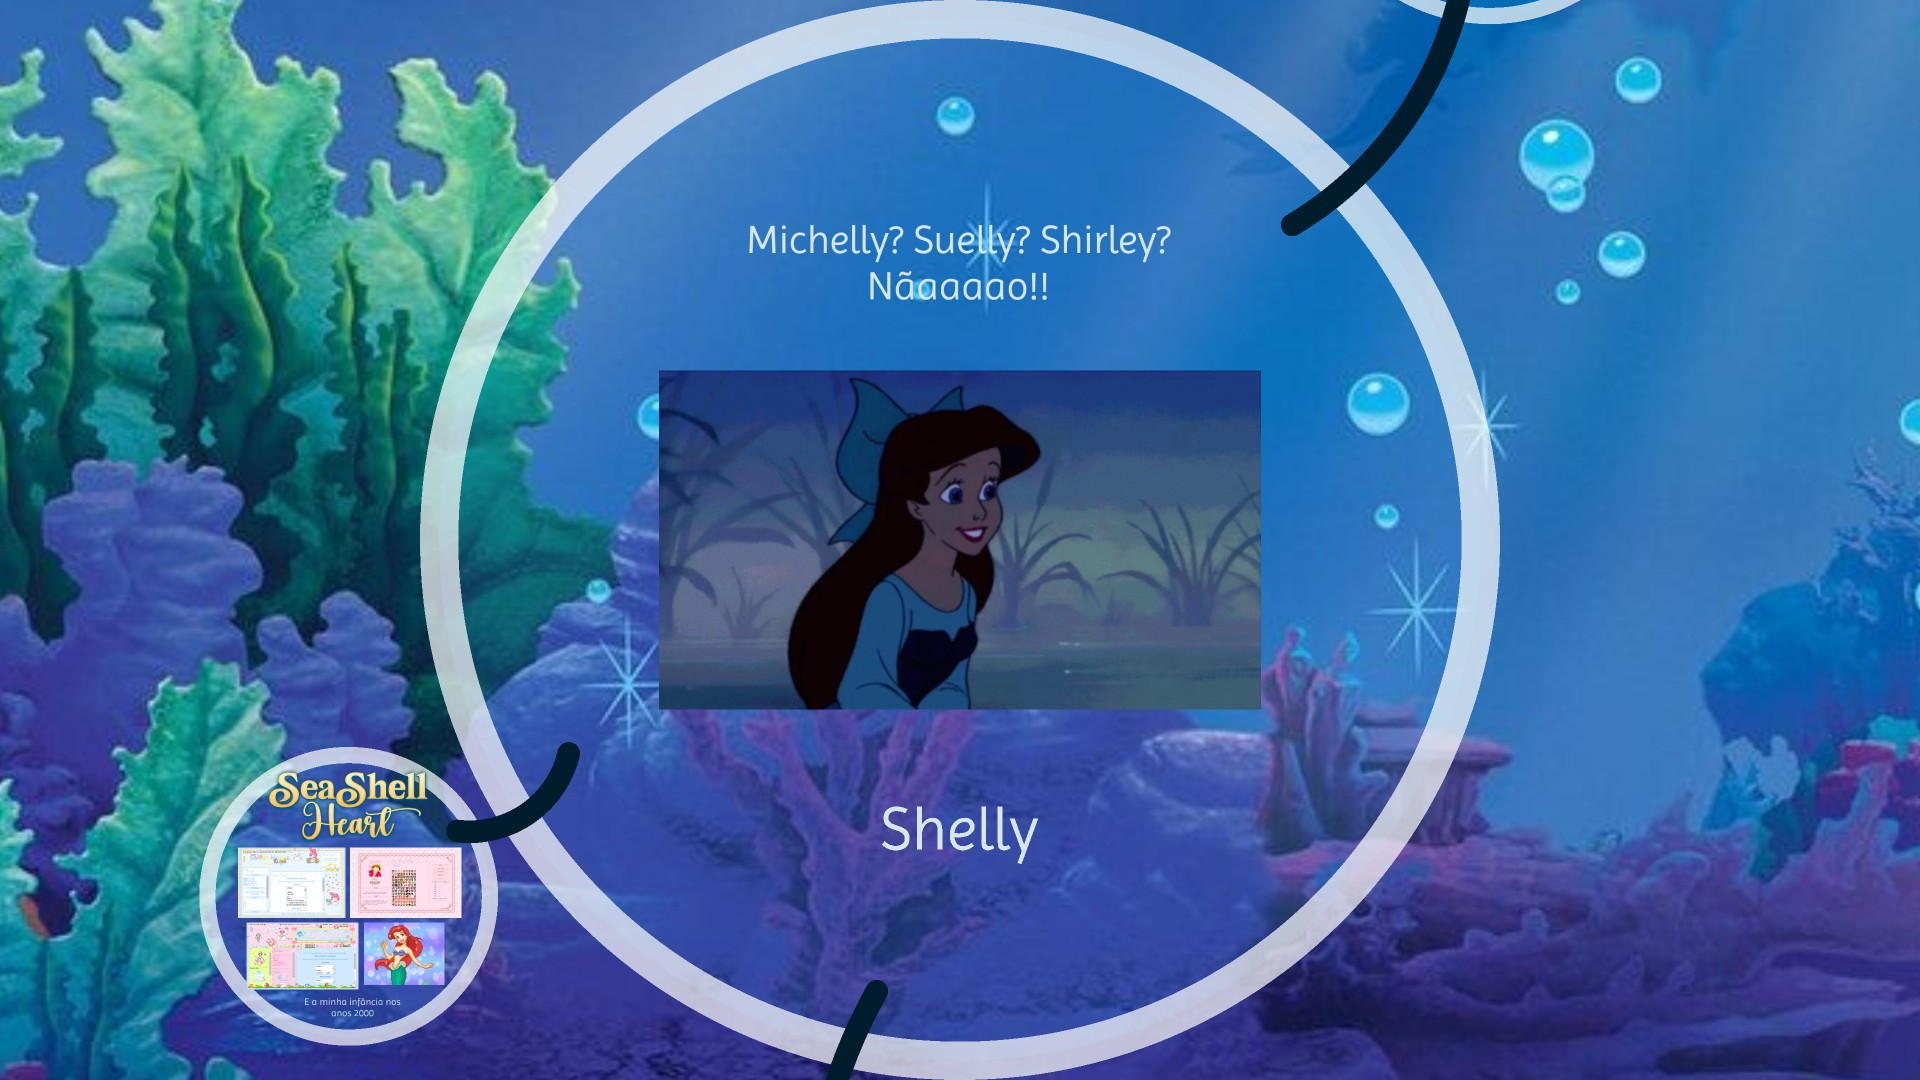 Michelly? Suelly? Shirley?
Nãaaaao!!
Shelly
SeaShell
Heart
E a minha infância nos
anos 2000